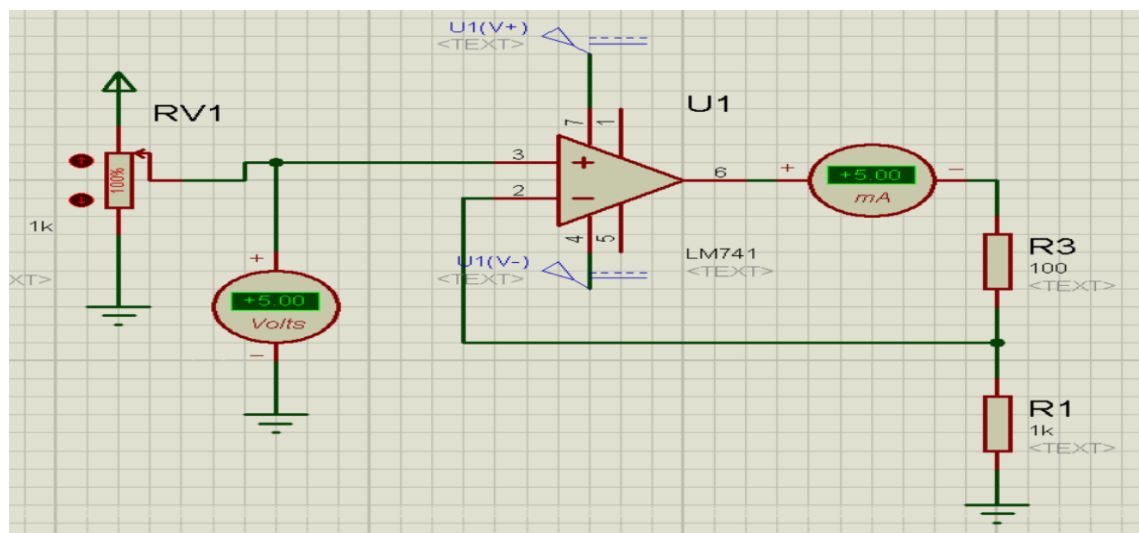 U1(V+)
<TEXT>
RV1
100%
1k
XT>
+
+5.00
Volts
−
U1
7
1
3
+
2
−
6
4
5
LM741
<TEXT>
U1(V-)
<TEXT>
+
+5.00
−
mA
R3
100
<TEXT>
R1
1k
<TEXT>